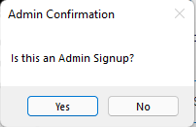 Admin Confirmation
Is this an Admin Signup?
Yes
No